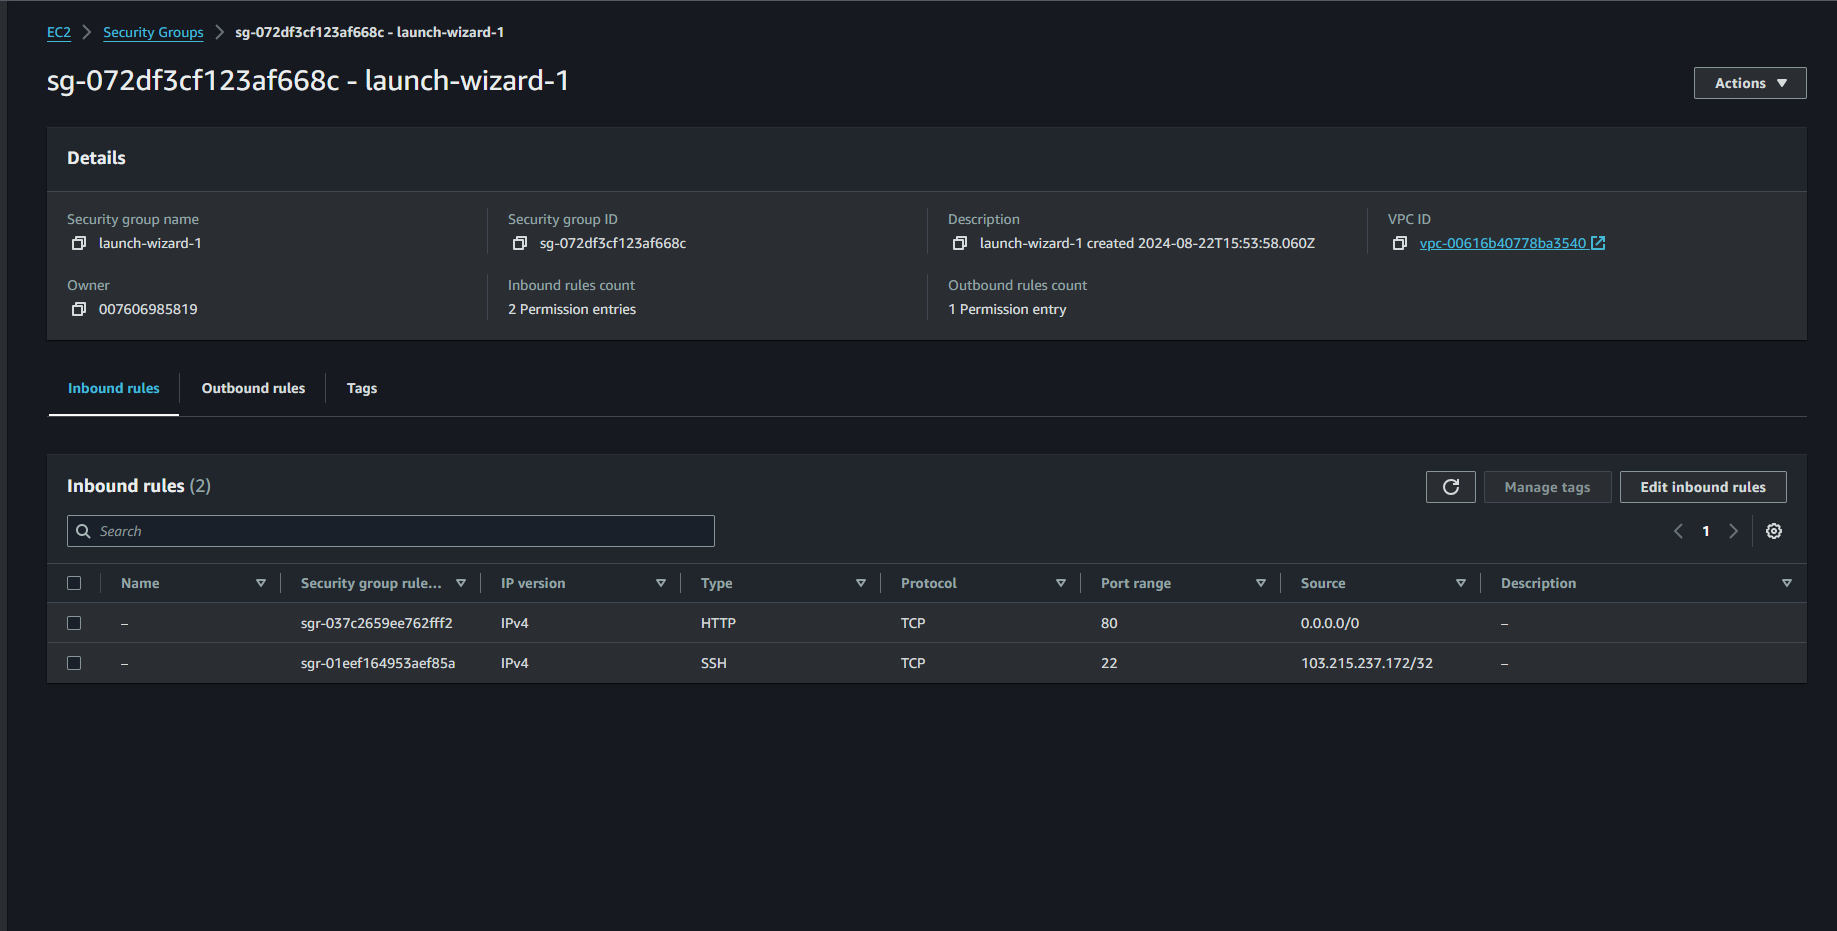 EC2 > Security Groups > sg-072df3cf123af668c - launch-wizard-1
sg-072df3cf123af668c - launch-wizard-1
Actions
Details
Security group name
launch-wizard-1
Security group ID
sg-072df3cf123af668c
Description
launch-wizard-1 created 2024-08-22T15:53:58.060Z
VPC ID
vpc-00616b40778ba3540
Owner
007606985819
Inbound rules count
2 Permission entries
Outbound rules count
1 Permission entry
Inbound rules Outbound rules Tags
Inbound rules (2)
Manage tags Edit inbound rules
Search
1
Name Security group rule... IP version Type Protocol Port range Source Description
– sgr-037c2659ee762fff2 IPv4 HTTP TCP 80 0.0.0.0/0 –
– sgr-01eef164953aef85a IPv4 SSH TCP 22 103.215.237.172/32 –